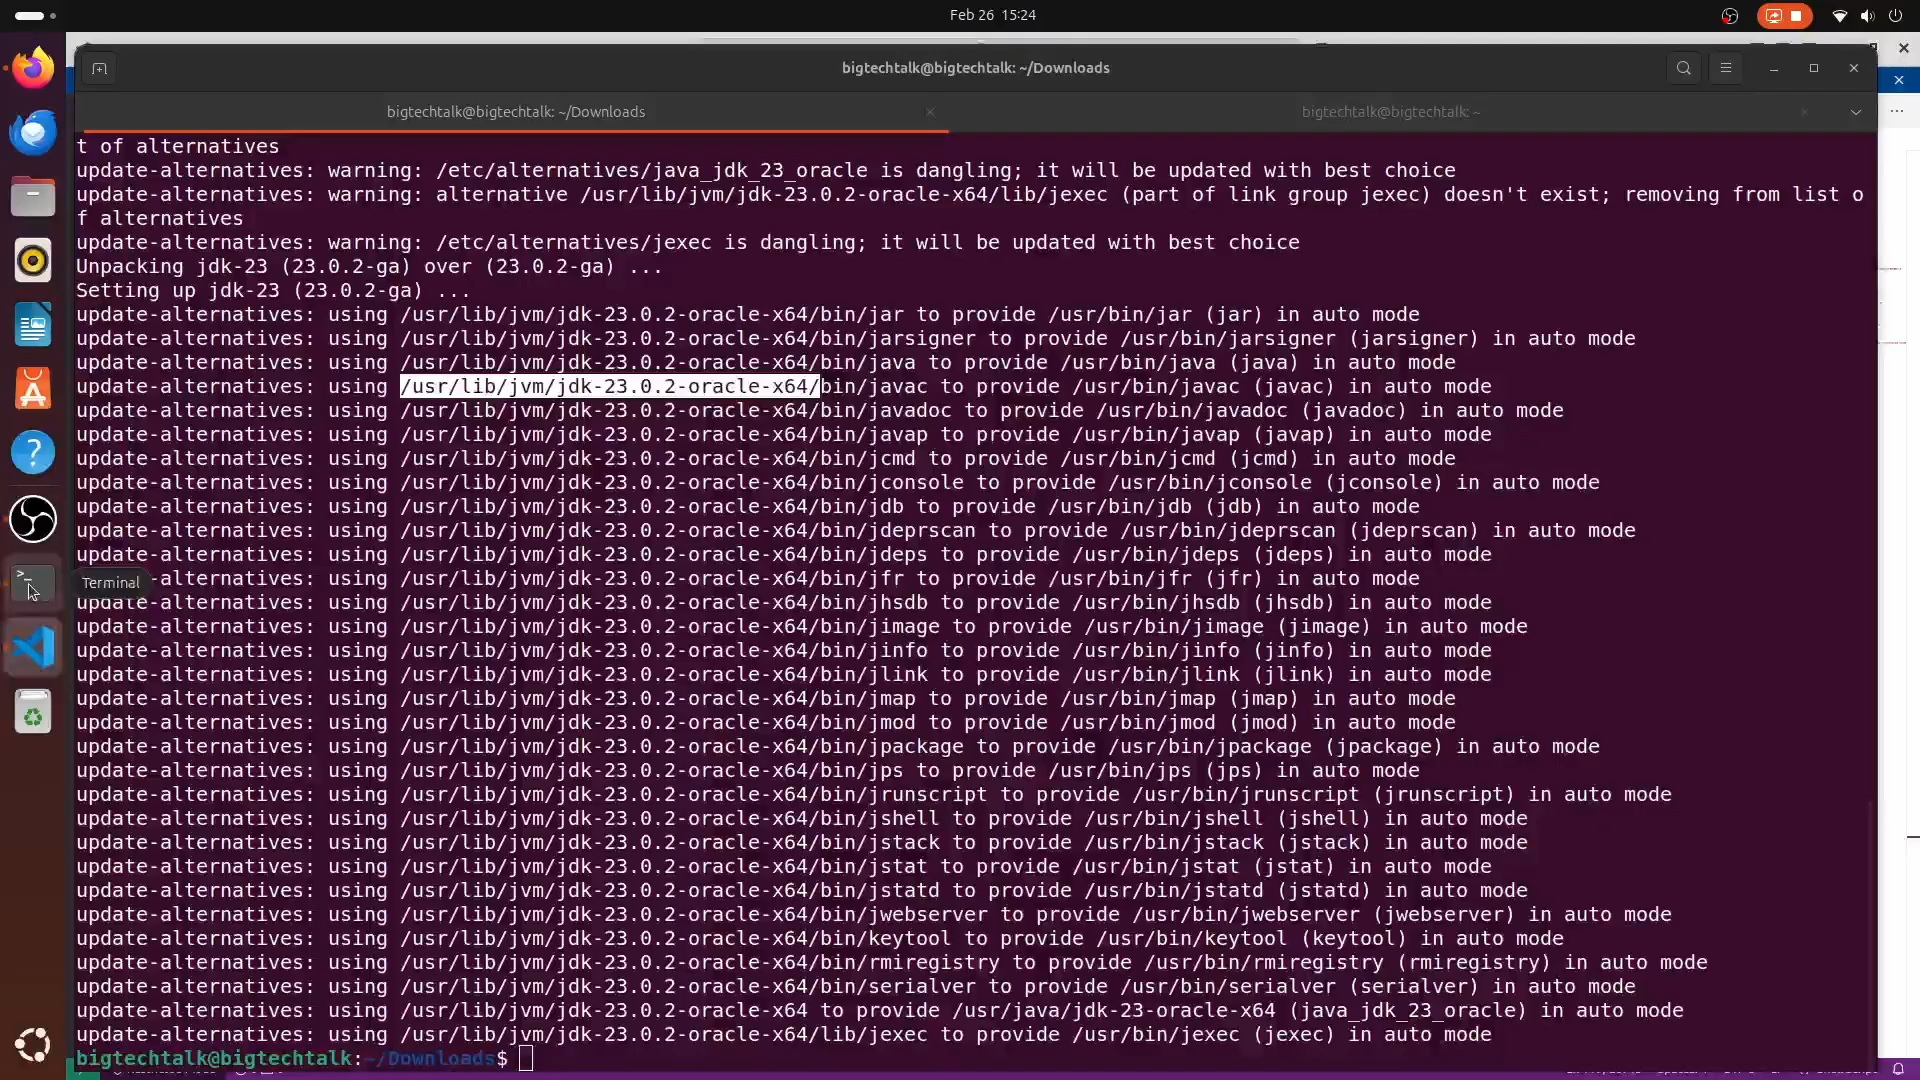 Feb 26 15:24
bigtechtalk@bigtechtalk: ~/Downloads
bigtechtalk@bigtechtalk: ~/Downloads
bigtechtalk@bigtechtalk: ~
t of alternatives
update-alternatives: warning: /etc/alternatives/java_jdk_23_oracle is dangling; it will be updated with best choice
update-alternatives: warning: alternative /usr/lib/jvm/jdk-23.0.2-oracle-x64/lib/jexec (part of link group jexec) doesn't exist; removing from list o
f alternatives
update-alternatives: warning: /etc/alternatives/jexec is dangling; it will be updated with best choice
Unpacking jdk-23 (23.0.2-ga) over (23.0.2-ga) ...
Setting up jdk-23 (23.0.2-ga) ...
update-alternatives: using /usr/lib/jvm/jdk-23.0.2-oracle-x64/bin/jar to provide /usr/bin/jar (jar) in auto mode
update-alternatives: using /usr/lib/jvm/jdk-23.0.2-oracle-x64/bin/jarsigner to provide /usr/bin/jarsigner (jarsigner) in auto mode
update-alternatives: using /usr/lib/jvm/jdk-23.0.2-oracle-x64/bin/java to provide /usr/bin/java (java) in auto mode
update-alternatives: using /usr/lib/jvm/jdk-23.0.2-oracle-x64/bin/javac to provide /usr/bin/javac (javac) in auto mode
update-alternatives: using /usr/lib/jvm/jdk-23.0.2-oracle-x64/bin/javadoc to provide /usr/bin/javadoc (javadoc) in auto mode
update-alternatives: using /usr/lib/jvm/jdk-23.0.2-oracle-x64/bin/javap to provide /usr/bin/javap (javap) in auto mode
update-alternatives: using /usr/lib/jvm/jdk-23.0.2-oracle-x64/bin/jcmd to provide /usr/bin/jcmd (jcmd) in auto mode
update-alternatives: using /usr/lib/jvm/jdk-23.0.2-oracle-x64/bin/jconsole to provide /usr/bin/jconsole (jconsole) in auto mode
update-alternatives: using /usr/lib/jvm/jdk-23.0.2-oracle-x64/bin/jdb to provide /usr/bin/jdb (jdb) in auto mode
update-alternatives: using /usr/lib/jvm/jdk-23.0.2-oracle-x64/bin/jdeprscan to provide /usr/bin/jdeprscan (jdeprscan) in auto mode
update-alternatives: using /usr/lib/jvm/jdk-23.0.2-oracle-x64/bin/jdeps to provide /usr/bin/jdeps (jdeps) in auto mode
Terminal
update-alternatives: using /usr/lib/jvm/jdk-23.0.2-oracle-x64/bin/jfr to provide /usr/bin/jfr (jfr) in auto mode
update-alternatives: using /usr/lib/jvm/jdk-23.0.2-oracle-x64/bin/jhsdb to provide /usr/bin/jhsdb (jhsdb) in auto mode
update-alternatives: using /usr/lib/jvm/jdk-23.0.2-oracle-x64/bin/jimage to provide /usr/bin/jimage (jimage) in auto mode
update-alternatives: using /usr/lib/jvm/jdk-23.0.2-oracle-x64/bin/jinfo to provide /usr/bin/jinfo (jinfo) in auto mode
update-alternatives: using /usr/lib/jvm/jdk-23.0.2-oracle-x64/bin/jlink to provide /usr/bin/jlink (jlink) in auto mode
update-alternatives: using /usr/lib/jvm/jdk-23.0.2-oracle-x64/bin/jmap to provide /usr/bin/jmap (jmap) in auto mode
update-alternatives: using /usr/lib/jvm/jdk-23.0.2-oracle-x64/bin/jmod to provide /usr/bin/jmod (jmod) in auto mode
update-alternatives: using /usr/lib/jvm/jdk-23.0.2-oracle-x64/bin/jpackage to provide /usr/bin/jpackage (jpackage) in auto mode
update-alternatives: using /usr/lib/jvm/jdk-23.0.2-oracle-x64/bin/jps to provide /usr/bin/jps (jps) in auto mode
update-alternatives: using /usr/lib/jvm/jdk-23.0.2-oracle-x64/bin/jrunscript to provide /usr/bin/jrunscript (jrunscript) in auto mode
update-alternatives: using /usr/lib/jvm/jdk-23.0.2-oracle-x64/bin/jshell to provide /usr/bin/jshell (jshell) in auto mode
update-alternatives: using /usr/lib/jvm/jdk-23.0.2-oracle-x64/bin/jstack to provide /usr/bin/jstack (jstack) in auto mode
update-alternatives: using /usr/lib/jvm/jdk-23.0.2-oracle-x64/bin/jstat to provide /usr/bin/jstat (jstat) in auto mode
update-alternatives: using /usr/lib/jvm/jdk-23.0.2-oracle-x64/bin/jstatd to provide /usr/bin/jstatd (jstatd) in auto mode
update-alternatives: using /usr/lib/jvm/jdk-23.0.2-oracle-x64/bin/jwebserver to provide /usr/bin/jwebserver (jwebserver) in auto mode
update-alternatives: using /usr/lib/jvm/jdk-23.0.2-oracle-x64/bin/keytool to provide /usr/bin/keytool (keytool) in auto mode
update-alternatives: using /usr/lib/jvm/jdk-23.0.2-oracle-x64/bin/rmiregistry to provide /usr/bin/rmiregistry (rmiregistry) in auto mode
update-alternatives: using /usr/lib/jvm/jdk-23.0.2-oracle-x64/bin/serialver to provide /usr/bin/serialver (serialver) in auto mode
update-alternatives: using /usr/lib/jvm/jdk-23.0.2-oracle-x64 to provide /usr/java/jdk-23-oracle-x64 (java_jdk_23_oracle) in auto mode
update-alternatives: using /usr/lib/jvm/jdk-23.0.2-oracle-x64/lib/jexec to provide /usr/bin/jexec (jexec) in auto mode
bigtechtalk@bigtechtalk:~/Downloads$